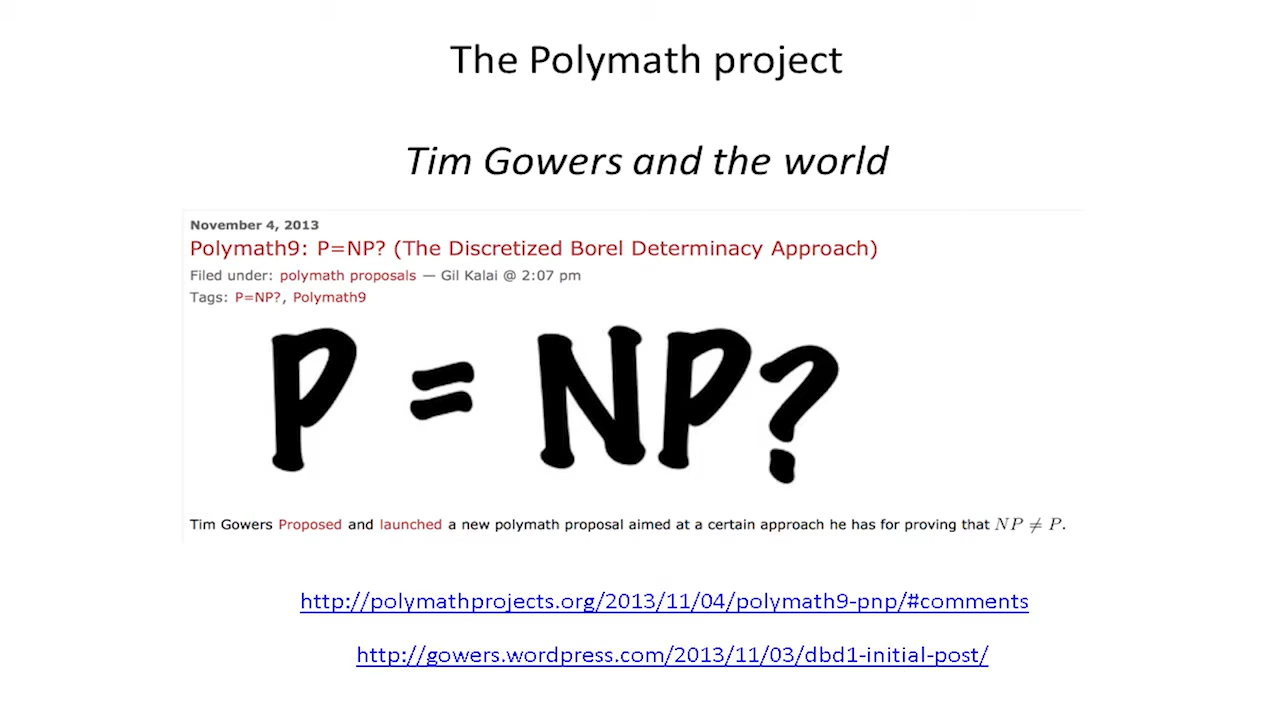 The Polymath project
Tim Gowers and the world
November 4, 2013
Polymath9: P=NP? (The Discretized Borel Determinacy Approach)
Filed under: polymath proposals — Gil Kalai @ 2:07 pm
Tags: P=NP?, Polymath9
P = NP?
Tim Gowers Proposed and launched a new polymath proposal aimed at a certain approach he has for proving that NP ≠ P.
http://polymathprojects.org/2013/11/04/polymath9-pnp/#comments
http://gowers.wordpress.com/2013/11/03/dbd1-initial-post/